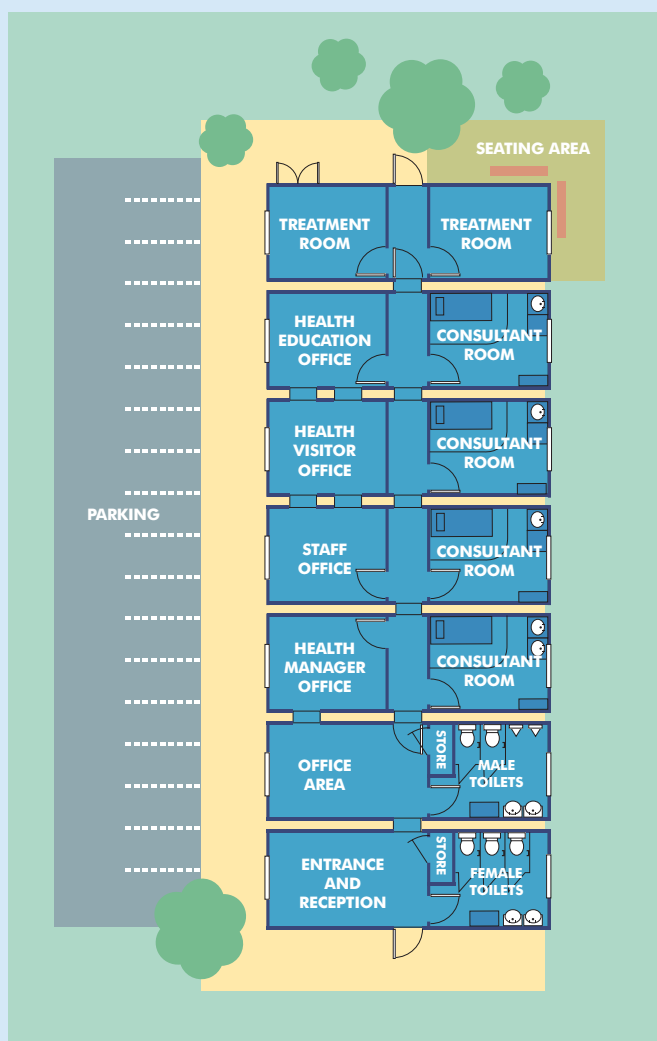 SEATING AREA
TREATMENT
ROOM
TREATMENT
ROOM
HEALTH
EDUCATION
OFFICE
CONSULTANT
ROOM
HEALTH
VISITOR
OFFICE
CONSULTANT
ROOM
PARKING
STAFF
OFFICE
CONSULTANT
ROOM
HEALTH
MANAGER
OFFICE
CONSULTANT
ROOM
OFFICE
AREA
STORE
MALE
TOILETS
ENTRANCE
AND
RECEPTION
STORE
FEMALE
TOILETS